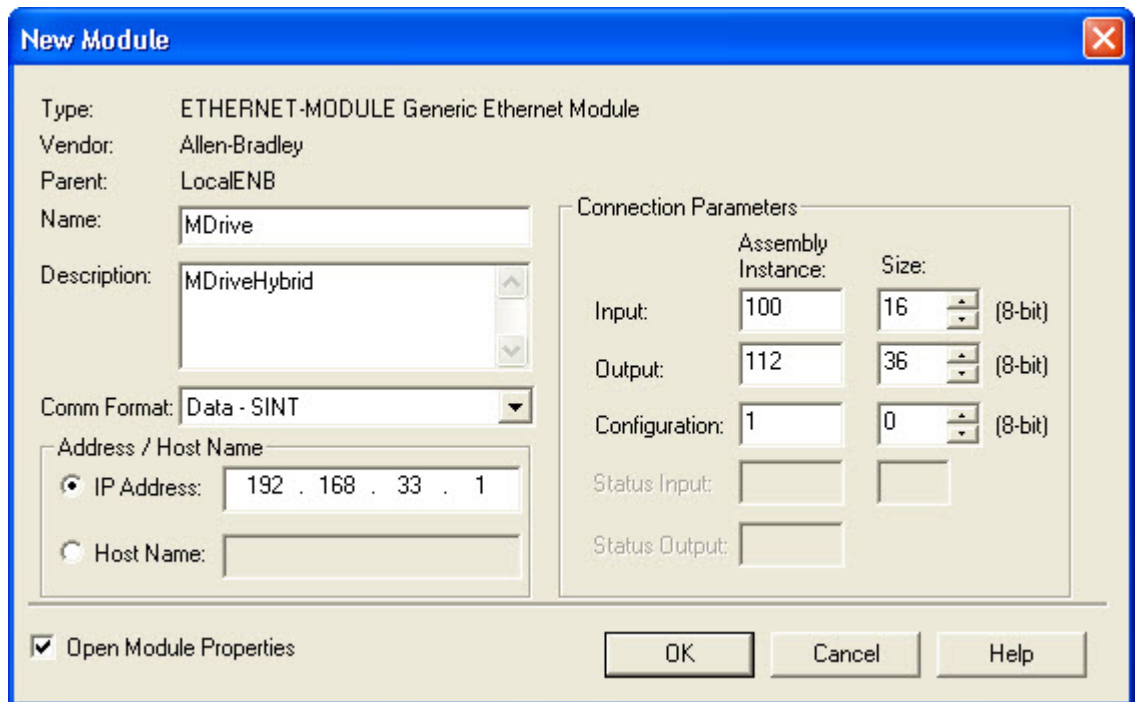 New Module
Type: ETHERNET-MODULE Generic Ethernet Module
Vendor: Allen-Bradley
Parent: LocalENB
Name: MDrive
Description: MDriveHybrid
Comm Format: Data - SINT
Address / Host Name
IP Address: 192 . 168 . 33 . 1
Host Name:
Connection Parameters
Assembly
Instance: Size:
Input: 100 16 (8-bit)
Output: 112 36 (8-bit)
Configuration: 1 0 (8-bit)
Status Input:
Status Output:
Open Module Properties
OK Cancel Help